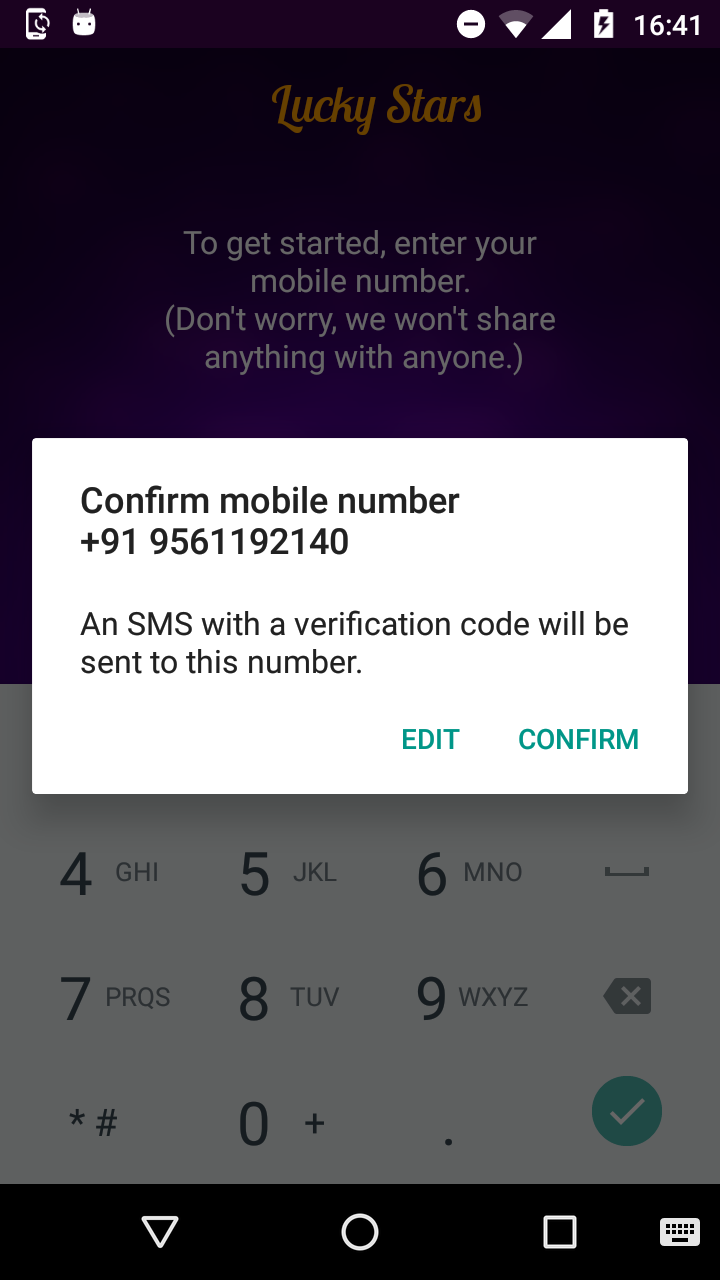 16:41
Lucky Stars
To get started, enter your
mobile number.
(Don't worry, we won't share
anything with anyone.)
Confirm mobile number
+91 9561192140
An SMS with a verification code will be
sent to this number.
EDIT CONFIRM
4 GHI 5 JKL 6 MNO
7 PRQS 8 TUV 9 WXYZ
* # 0 + .